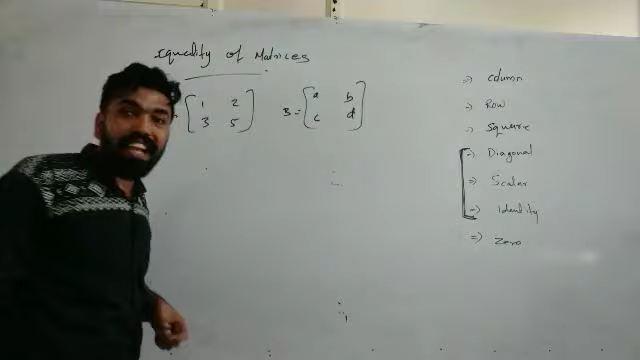 Equality of Matrices
= [ 1 2
3 5 ]
B = [ a b
c d ]
=) Column
=) Row
=) Square
=) Diagonal
=) Scalar
=) Identity
=) Zero